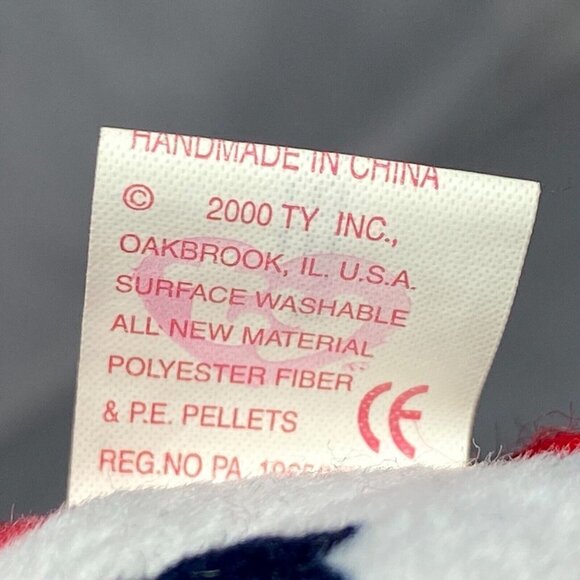 HANDMADE IN CHINA
© 2000 TY INC.,
OAKBROOK, IL. U.S.A.
SURFACE WASHABLE
ALL NEW MATERIAL
POLYESTER FIBER
& P.E. PELLETS
CE
REG.NO PA.